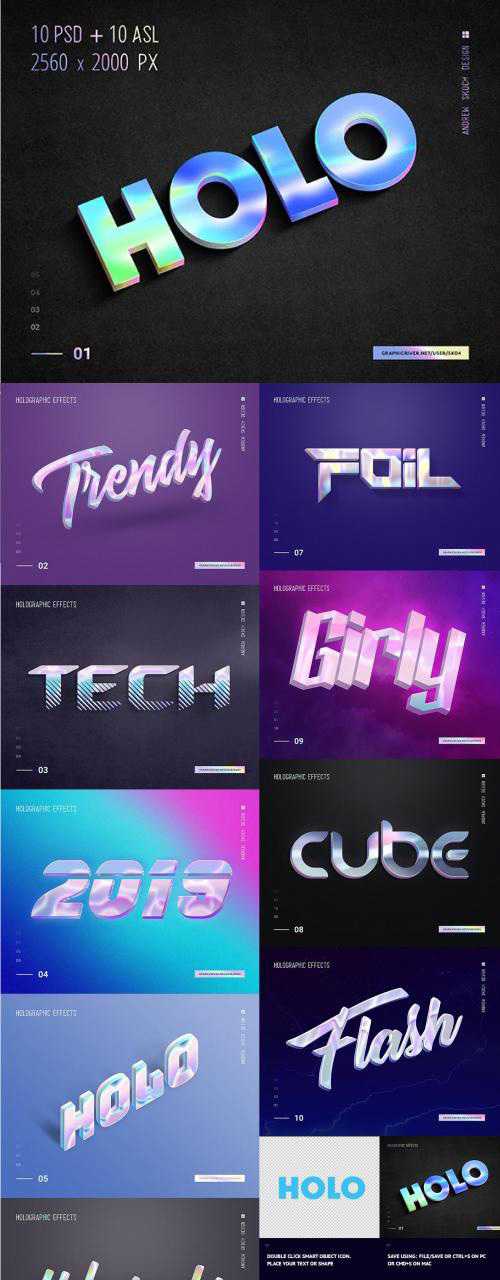 10 PSD + 10 ASL
2560 x 2000 PX
ANDREW SKOCH DESIGN
HOLO
05
04
03
02
01
GRAPHICRIVER.NET/USER/SKO4
HOLOGRAPHIC EFFECTS
Trendy
02
HOLOGRAPHIC EFFECTS
FOIL
07
HOLOGRAPHIC EFFECTS
TECH
03
HOLOGRAPHIC EFFECTS
Girly
09
HOLOGRAPHIC EFFECTS
2019
04
HOLOGRAPHIC EFFECTS
CUBE
08
HOLOGRAPHIC EFFECTS
HOLO
05
HOLOGRAPHIC EFFECTS
Flash
10
HOLOGRAPHIC EFFECTS
HOLO
DOUBLE CLICK SMART OBJECT ICON.
PLACE YOUR TEXT OR SHAPE
HOLO
01
SAVE USING: FILE/SAVE OR CTRL+S ON PC
OR CMD+S ON MAC